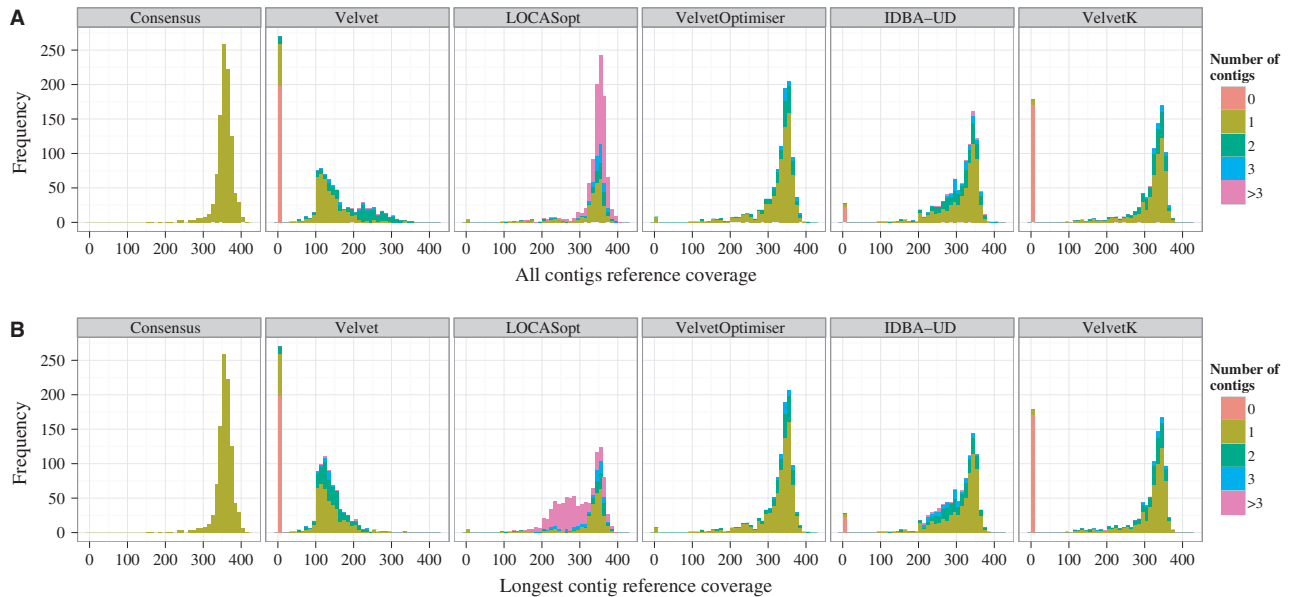 A
Consensus Velvet LOCASopt VelvetOptimiser IDBA−UD VelvetK
Frequency
250
200
150
100
50
0
0 100 200 300 400 0 100 200 300 400 0 100 200 300 400 0 100 200 300 400 0 100 200 300 400 0 100 200 300 400
All contigs reference coverage
Number of
contigs
0
1
2
3
>3
B
Consensus Velvet LOCASopt VelvetOptimiser IDBA−UD VelvetK
Frequency
250
200
150
100
50
0
0 100 200 300 400 0 100 200 300 400 0 100 200 300 400 0 100 200 300 400 0 100 200 300 400 0 100 200 300 400
Longest contig reference coverage
Number of
contigs
0
1
2
3
>3